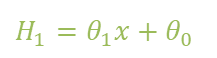 H₁ = θ₁x + θ₀